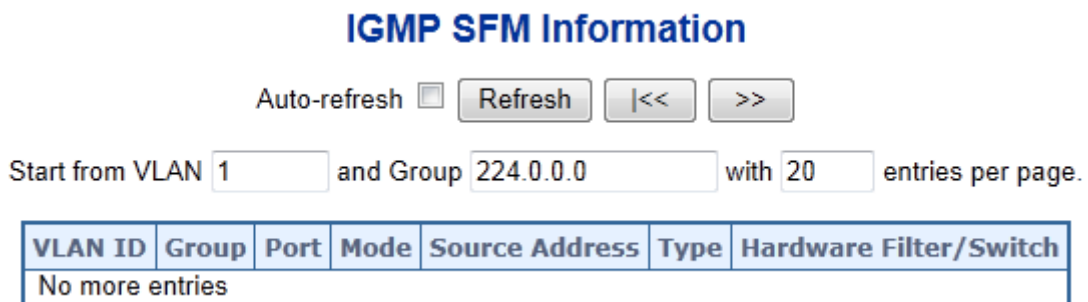 IGMP SFM Information
Auto-refresh Refresh |<< >>
Start from VLAN 1 and Group 224.0.0.0 with 20 entries per page.
VLAN ID Group Port Mode Source Address Type Hardware Filter/Switch
No more entries